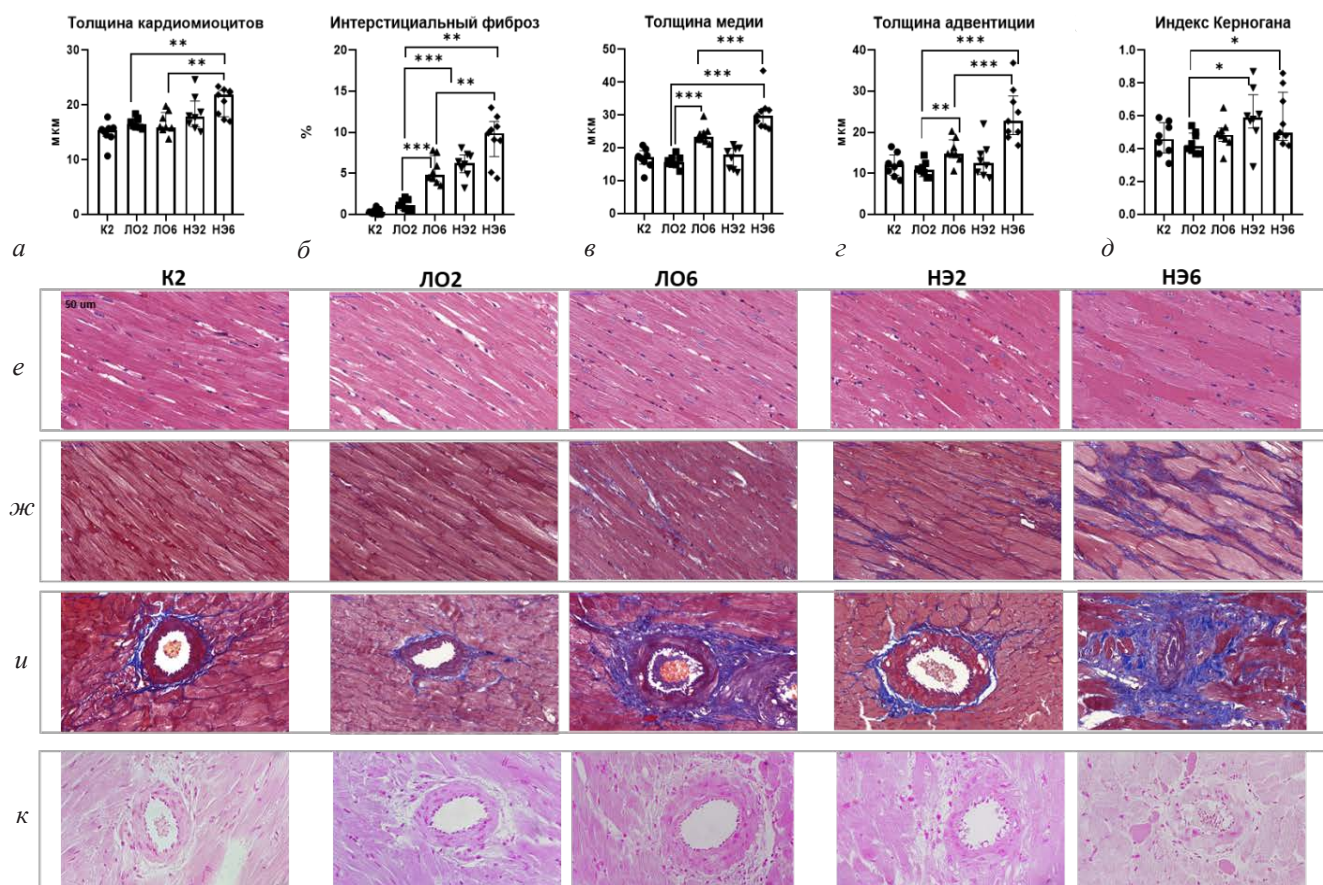 Толщина кардиомиоцитов
мкм
30
20
10
0
** 
**
К2 ЛО2 ЛО6 НЭ2 НЭ6
а
Интерстициальный фиброз
%
20
15
10
5
0
**
***
**
***
К2 ЛО2 ЛО6 НЭ2 НЭ6
б
Толщина медии
мкм
50
40
30
20
10
0
***
***
***
К2 ЛО2 ЛО6 НЭ2 НЭ6
в
Толщина адвентиции
мкм
40
30
20
10
0
***
***
**
К2 ЛО2 ЛО6 НЭ2 НЭ6
г
Индекс Керногана
1.0
0.8
0.6
0.4
0.2
0.0
*
*
К2 ЛО2 ЛО6 НЭ2 НЭ6
д
К2 ЛО2 ЛО6 НЭ2 НЭ6
50 um
е
ж
и
к